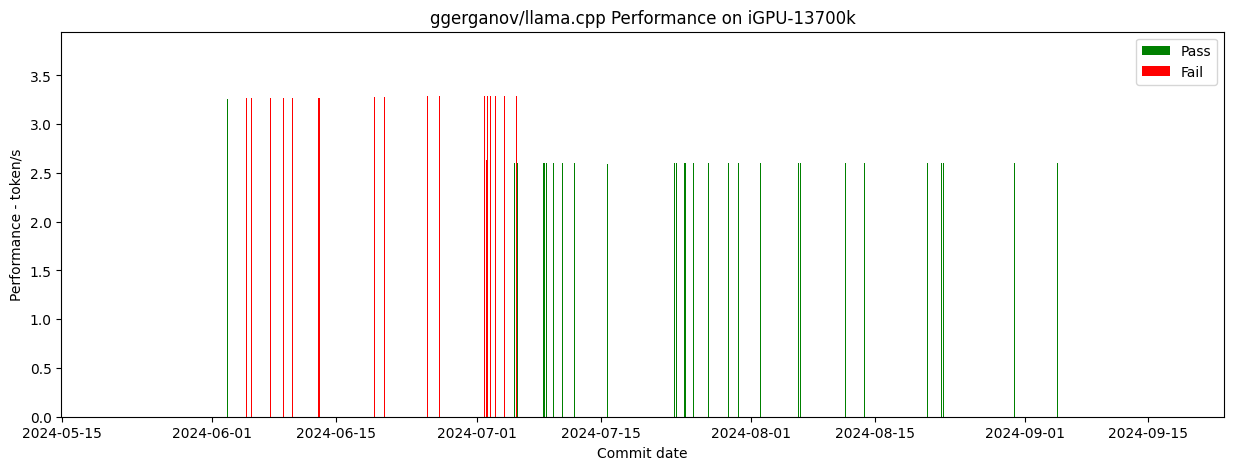 ggerganov/llama.cpp Performance on iGPU-13700k
Pass
Fail
Performance - token/s
3.5
3.0
2.5
2.0
1.5
1.0
0.5
0.0
2024-05-15 2024-06-01 2024-06-15 2024-07-01 2024-07-15 2024-08-01 2024-08-15 2024-09-01 2024-09-15
Commit date